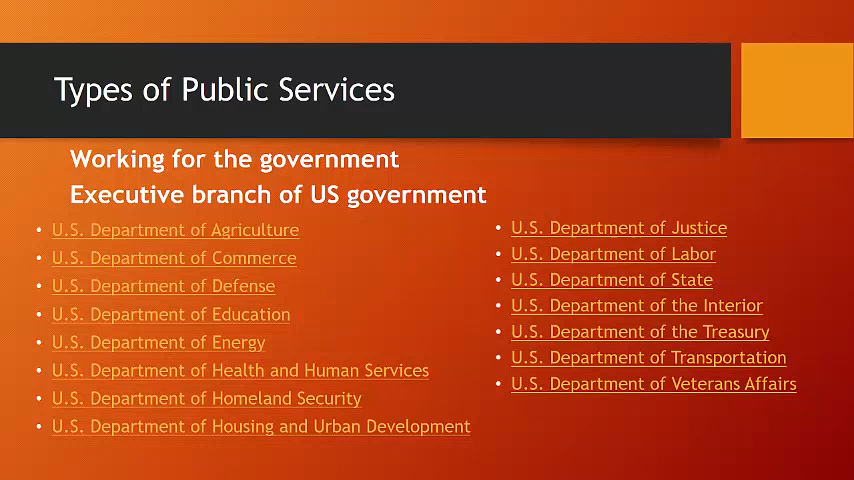 Types of Public Services
Working for the government
Executive branch of US government
• U.S. Department of Agriculture
• U.S. Department of Commerce
• U.S. Department of Defense
• U.S. Department of Education
• U.S. Department of Energy
• U.S. Department of Health and Human Services
• U.S. Department of Homeland Security
• U.S. Department of Housing and Urban Development
• U.S. Department of Justice
• U.S. Department of Labor
• U.S. Department of State
• U.S. Department of the Interior
• U.S. Department of the Treasury
• U.S. Department of Transportation
• U.S. Department of Veterans Affairs